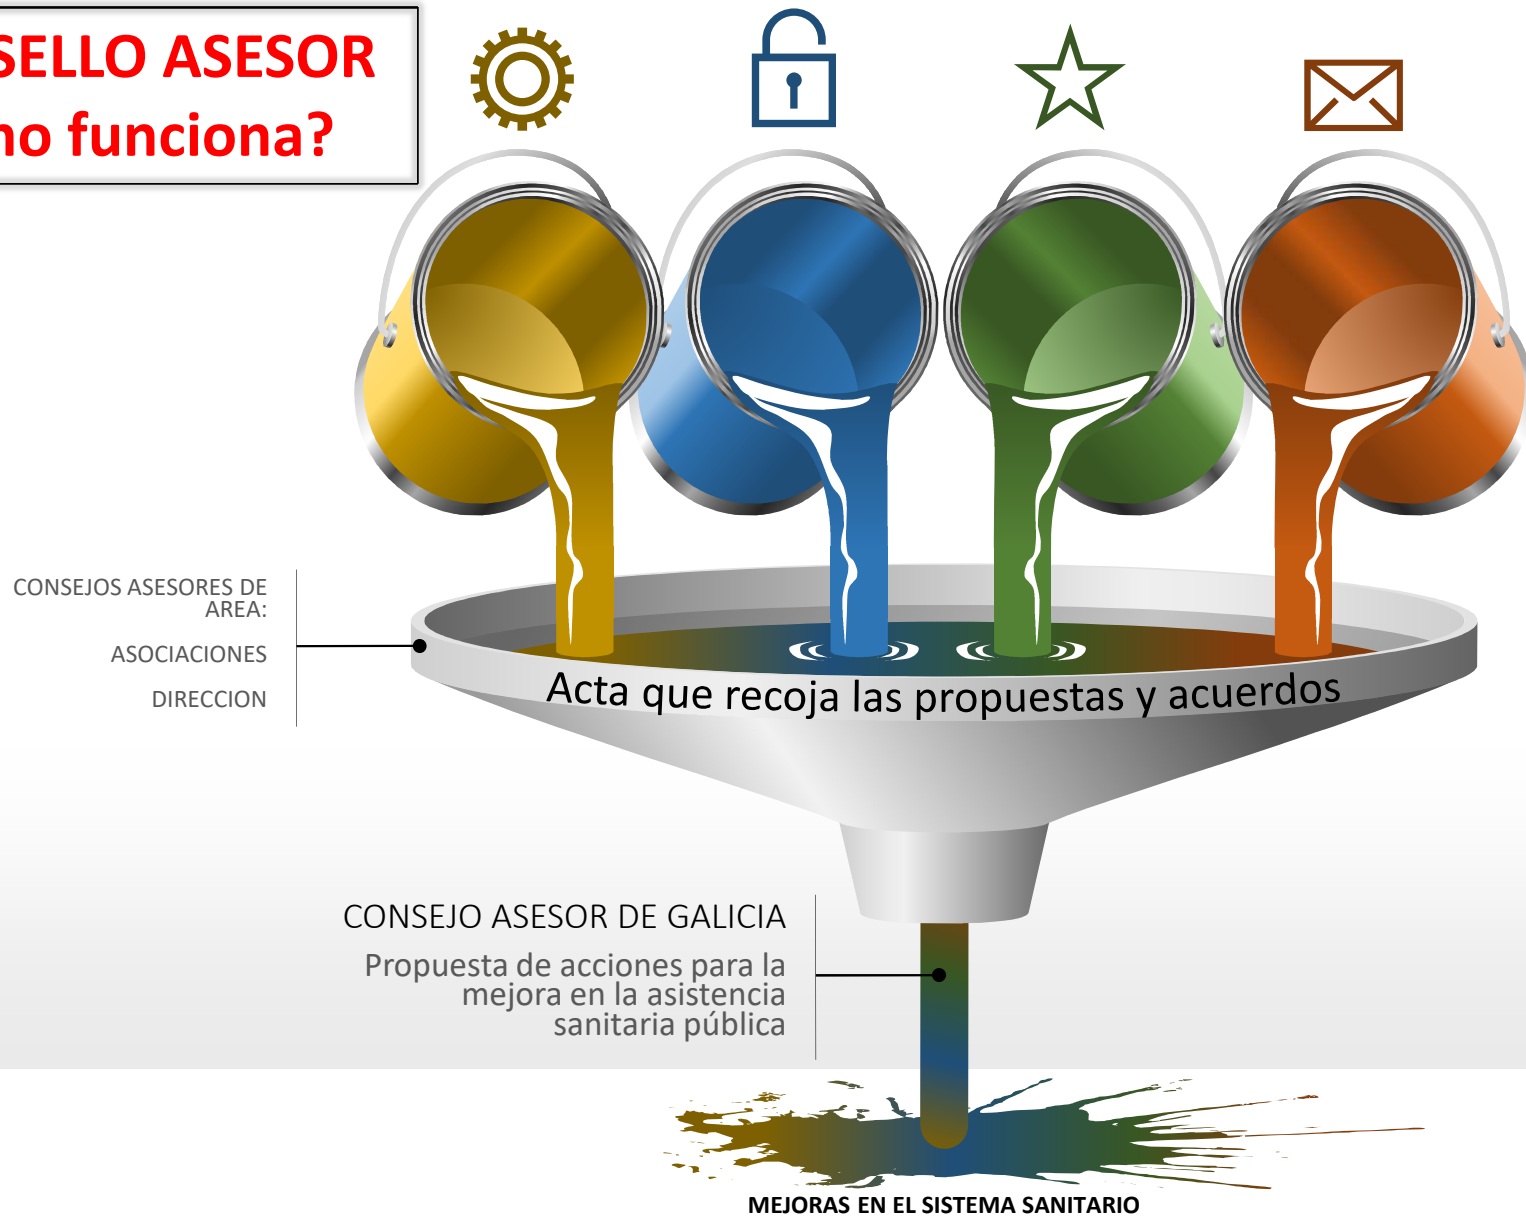 SELLO ASESOR
no funciona?
CONSEJOS ASESORES DE
AREA:
ASOCIACIONES
DIRECCION
Acta que recoja las propuestas y acuerdos
CONSEJO ASESOR DE GALICIA
Propuesta de acciones para la
mejora en la asistencia
sanitaria pública
MEJORAS EN EL SISTEMA SANITARIO